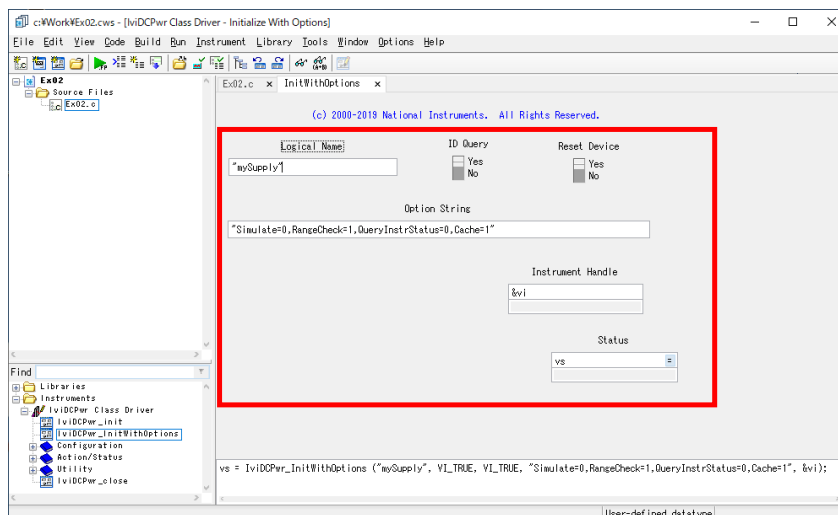 c:¥Work¥Ex02.cws - [IviDCPwr Class Driver - Initialize With Options]
File Edit View Code Build Run Instrument Library Tools Window Options Help
Ex02
Source Files
Ex02.c
Ex02.c x InitWithOptions x
(c) 2000-2019 National Instruments. All Rights Reserved.
Logical Name
"mySupply"
ID Query
Yes
No
Reset Device
Yes
No
Option String
"Simulate=0,RangeCheck=1,QueryInstrStatus=0,Cache=1"
Instrument Handle
&vi
Status
vs
Find
Libraries
Instruments
IviDCPwr Class Driver
IviDCPwr_init
IviDCPwr_InitWithOptions
Configuration
Action/Status
Utility
IviDCPwr_close
vs = IviDCPwr_InitWithOptions ("mySupply", VI_TRUE, VI_TRUE, "Simulate=0,RangeCheck=1,QueryInstrStatus=0,Cache=1", &vi);
User-defined datatype